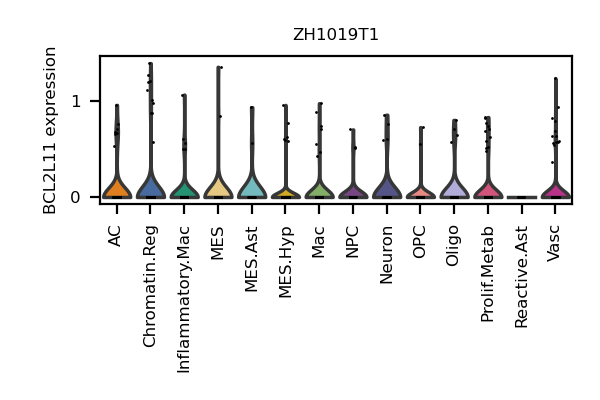 ZH1019T1
BCL2L11 expression
1
0
AC
Chromatin.Reg
Inflammatory.Mac
MES
MES.Ast
MES.Hyp
Mac
NPC
Neuron
OPC
Oligo
Prolif.Metab
Reactive.Ast
Vasc